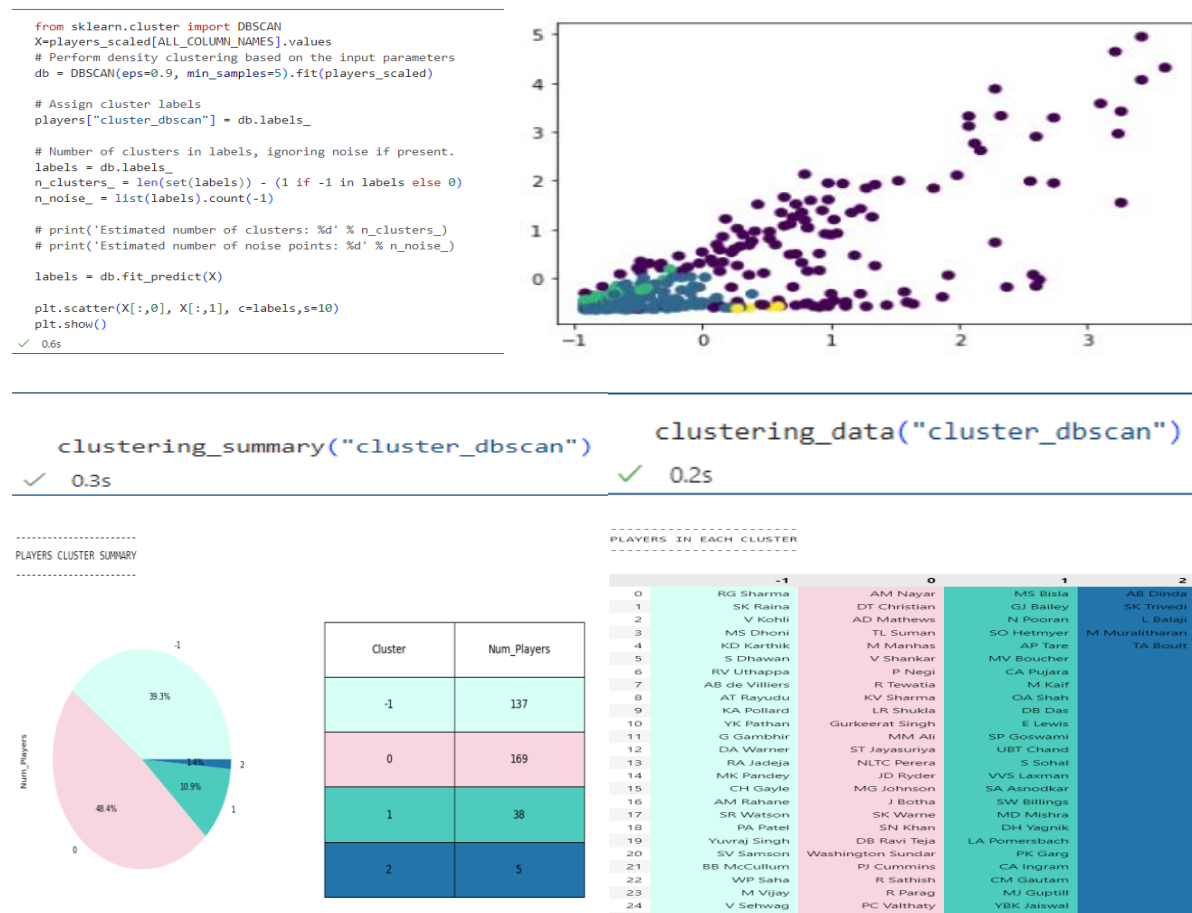 from sklearn.cluster import DBSCAN
X=players_scaled[ALL_COLUMN_NAMES].values
# Perform density clustering based on the input parameters
db = DBSCAN(eps=0.9, min_samples=5).fit(players_scaled)
# Assign cluster labels
players["cluster_dbscan"] = db.labels_
# Number of clusters in labels, ignoring noise if present.
labels = db.labels_
n_clusters_ = len(set(labels)) - (1 if -1 in labels else 0)
n_noise_ = list(labels).count(-1)
# print('Estimated number of clusters: %d' % n_clusters_)
# print('Estimated number of noise points: %d' % n_noise_)
labels = db.fit_predict(X)
plt.scatter(X[:,0], X[:,1], c=labels,s=10)
plt.show()
0.6s
5
4
3
2
1
0
−1 0 1 2 3
clustering_summary("cluster_dbscan")
0.3s
clustering_data("cluster_dbscan")
0.2s
-----------------------
PLAYERS CLUSTER SUMMARY
-----------------------
Num_Players
-1
39.3%
1.4% 2
10.9%
1
48.4%
0
Cluster Num_Players
-1 137
0 169
1 38
2 5
-----------------------
PLAYERS IN EACH CLUSTER
-----------------------
-1 0 1 2
0 RG Sharma AM Nayar MS Bisla AB Dinda
1 SK Raina DT Christian GJ Bailey SK Trivedi
2 V Kohli AD Mathews N Pooran L Balaji
3 MS Dhoni TL Suman SO Hetmyer M Muralitharan
4 KD Karthik M Manhas AP Tare TA Boult
5 S Dhawan V Shankar MV Boucher
6 RV Uthappa P Negi CA Pujara
7 AB de Villiers R Tewatia M Kaif
8 AT Rayudu KV Sharma OA Shah
9 KA Pollard LR Shukla DB Das
10 YK Pathan Gurkeerat Singh E Lewis
11 G Gambhir MM Ali SP Goswami
12 DA Warner ST Jayasuriya UBT Chand
13 RA Jadeja NLTC Perera S Sohal
14 MK Pandey JD Ryder VVS Laxman
15 CH Gayle MG Johnson SA Asnodkar
16 AM Rahane J Botha SW Billings
17 SR Watson SK Warne MD Mishra
18 PA Patel SN Khan DH Yagnik
19 Yuvraj Singh DB Ravi Teja LA Pomersbach
20 SV Samson Washington Sundar PK Garg
21 BB McCullum PJ Cummins CA Ingram
22 WP Saha R Sathish CM Gautam
23 M Vijay R Parag MJ Guptill
24 V Sehwag PC Valthaty YBK Jaiswal